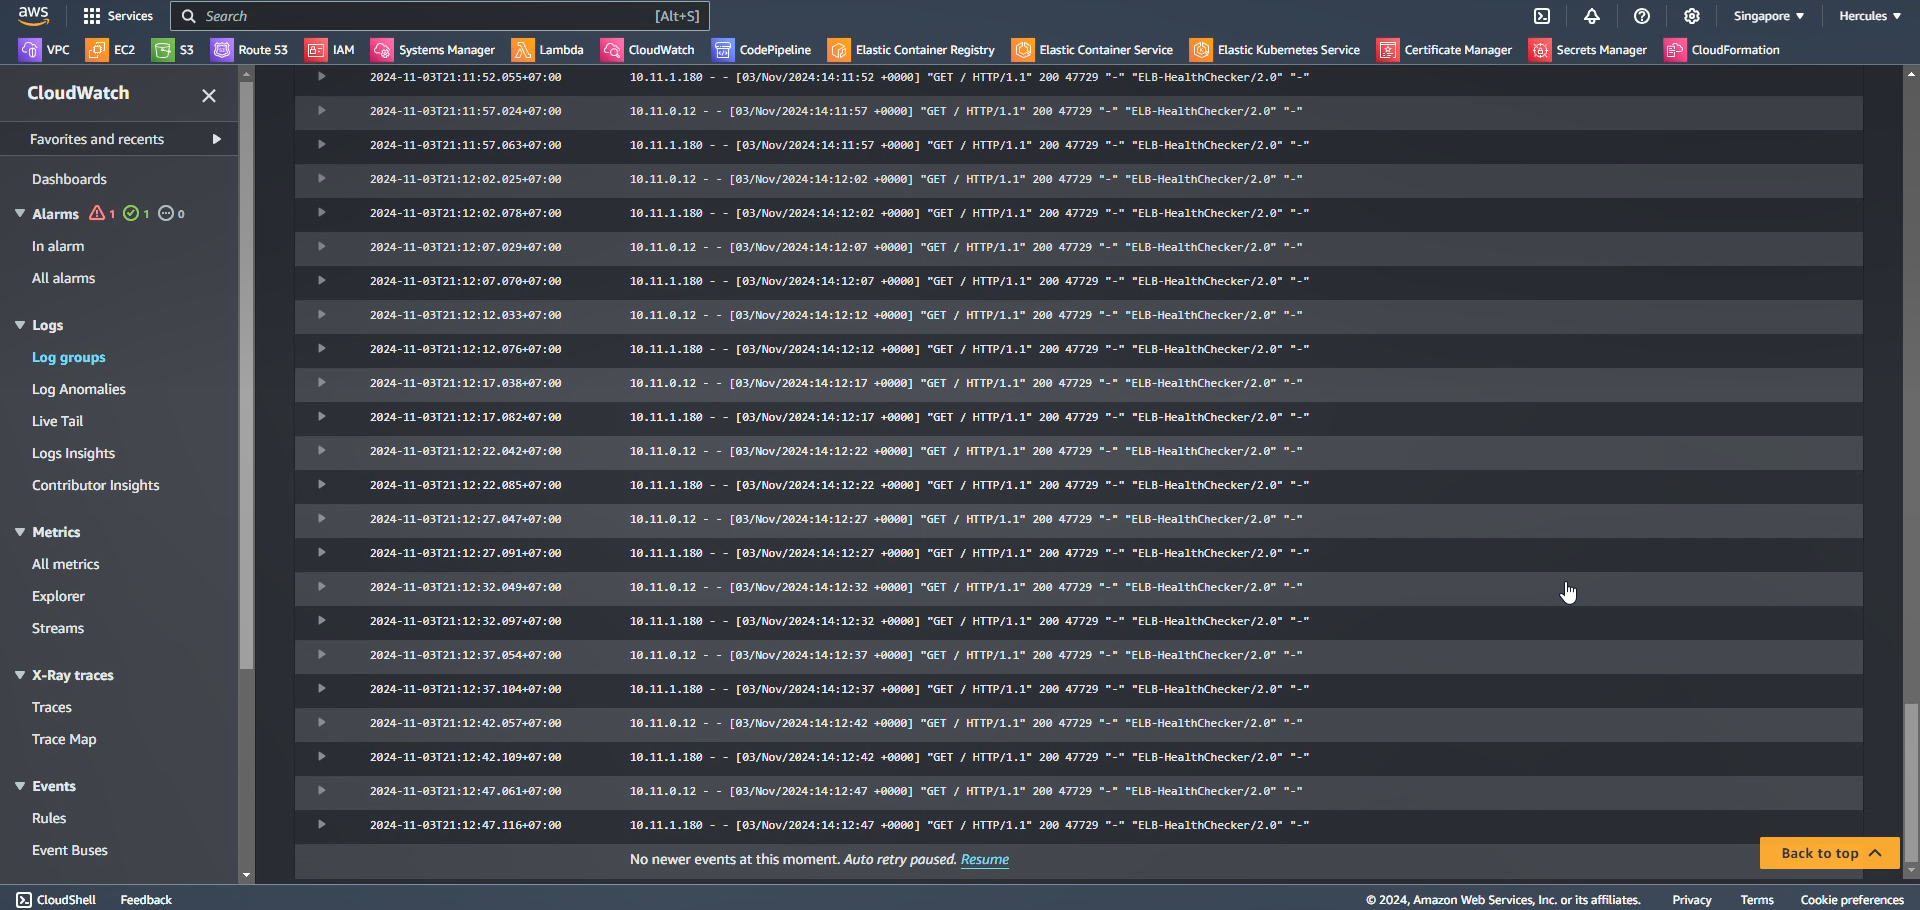 aws Services Search [Alt+S] Singapore Hercules
VPC EC2 S3 Route 53 IAM Systems Manager Lambda CloudWatch CodePipeline Elastic Container Registry Elastic Container Service Elastic Kubernetes Service Certificate Manager Secrets Manager CloudFormation
CloudWatch
Favorites and recents
Dashboards
Alarms 1 1 0
In alarm
All alarms
Logs
Log groups
Log Anomalies
Live Tail
Logs Insights
Contributor Insights
Metrics
All metrics
Explorer
Streams
X-Ray traces
Traces
Trace Map
Events
Rules
Event Buses
2024-11-03T21:11:52.055+07:00 10.11.1.180 - - [03/Nov/2024:14:11:52 +0000] "GET / HTTP/1.1" 200 47729 "-" "ELB-HealthChecker/2.0" "-"
2024-11-03T21:11:57.024+07:00 10.11.0.12 - - [03/Nov/2024:14:11:57 +0000] "GET / HTTP/1.1" 200 47729 "-" "ELB-HealthChecker/2.0" "-"
2024-11-03T21:11:57.063+07:00 10.11.1.180 - - [03/Nov/2024:14:11:57 +0000] "GET / HTTP/1.1" 200 47729 "-" "ELB-HealthChecker/2.0" "-"
2024-11-03T21:12:02.025+07:00 10.11.0.12 - - [03/Nov/2024:14:12:02 +0000] "GET / HTTP/1.1" 200 47729 "-" "ELB-HealthChecker/2.0" "-"
2024-11-03T21:12:02.078+07:00 10.11.1.180 - - [03/Nov/2024:14:12:02 +0000] "GET / HTTP/1.1" 200 47729 "-" "ELB-HealthChecker/2.0" "-"
2024-11-03T21:12:07.029+07:00 10.11.0.12 - - [03/Nov/2024:14:12:07 +0000] "GET / HTTP/1.1" 200 47729 "-" "ELB-HealthChecker/2.0" "-"
2024-11-03T21:12:07.070+07:00 10.11.1.180 - - [03/Nov/2024:14:12:07 +0000] "GET / HTTP/1.1" 200 47729 "-" "ELB-HealthChecker/2.0" "-"
2024-11-03T21:12:12.033+07:00 10.11.0.12 - - [03/Nov/2024:14:12:12 +0000] "GET / HTTP/1.1" 200 47729 "-" "ELB-HealthChecker/2.0" "-"
2024-11-03T21:12:12.076+07:00 10.11.1.180 - - [03/Nov/2024:14:12:12 +0000] "GET / HTTP/1.1" 200 47729 "-" "ELB-HealthChecker/2.0" "-"
2024-11-03T21:12:17.038+07:00 10.11.0.12 - - [03/Nov/2024:14:12:17 +0000] "GET / HTTP/1.1" 200 47729 "-" "ELB-HealthChecker/2.0" "-"
2024-11-03T21:12:17.082+07:00 10.11.1.180 - - [03/Nov/2024:14:12:17 +0000] "GET / HTTP/1.1" 200 47729 "-" "ELB-HealthChecker/2.0" "-"
2024-11-03T21:12:22.042+07:00 10.11.0.12 - - [03/Nov/2024:14:12:22 +0000] "GET / HTTP/1.1" 200 47729 "-" "ELB-HealthChecker/2.0" "-"
2024-11-03T21:12:22.085+07:00 10.11.1.180 - - [03/Nov/2024:14:12:22 +0000] "GET / HTTP/1.1" 200 47729 "-" "ELB-HealthChecker/2.0" "-"
2024-11-03T21:12:27.047+07:00 10.11.0.12 - - [03/Nov/2024:14:12:27 +0000] "GET / HTTP/1.1" 200 47729 "-" "ELB-HealthChecker/2.0" "-"
2024-11-03T21:12:27.091+07:00 10.11.1.180 - - [03/Nov/2024:14:12:27 +0000] "GET / HTTP/1.1" 200 47729 "-" "ELB-HealthChecker/2.0" "-"
2024-11-03T21:12:32.049+07:00 10.11.0.12 - - [03/Nov/2024:14:12:32 +0000] "GET / HTTP/1.1" 200 47729 "-" "ELB-HealthChecker/2.0" "-"
2024-11-03T21:12:32.097+07:00 10.11.1.180 - - [03/Nov/2024:14:12:32 +0000] "GET / HTTP/1.1" 200 47729 "-" "ELB-HealthChecker/2.0" "-"
2024-11-03T21:12:37.054+07:00 10.11.0.12 - - [03/Nov/2024:14:12:37 +0000] "GET / HTTP/1.1" 200 47729 "-" "ELB-HealthChecker/2.0" "-"
2024-11-03T21:12:37.104+07:00 10.11.1.180 - - [03/Nov/2024:14:12:37 +0000] "GET / HTTP/1.1" 200 47729 "-" "ELB-HealthChecker/2.0" "-"
2024-11-03T21:12:42.057+07:00 10.11.0.12 - - [03/Nov/2024:14:12:42 +0000] "GET / HTTP/1.1" 200 47729 "-" "ELB-HealthChecker/2.0" "-"
2024-11-03T21:12:42.109+07:00 10.11.1.180 - - [03/Nov/2024:14:12:42 +0000] "GET / HTTP/1.1" 200 47729 "-" "ELB-HealthChecker/2.0" "-"
2024-11-03T21:12:47.061+07:00 10.11.0.12 - - [03/Nov/2024:14:12:47 +0000] "GET / HTTP/1.1" 200 47729 "-" "ELB-HealthChecker/2.0" "-"
2024-11-03T21:12:47.116+07:00 10.11.1.180 - - [03/Nov/2024:14:12:47 +0000] "GET / HTTP/1.1" 200 47729 "-" "ELB-HealthChecker/2.0" "-"
No newer events at this moment. Auto retry paused. Resume
Back to top
CloudShell Feedback © 2024, Amazon Web Services, Inc. or its affiliates. Privacy Terms Cookie preferences